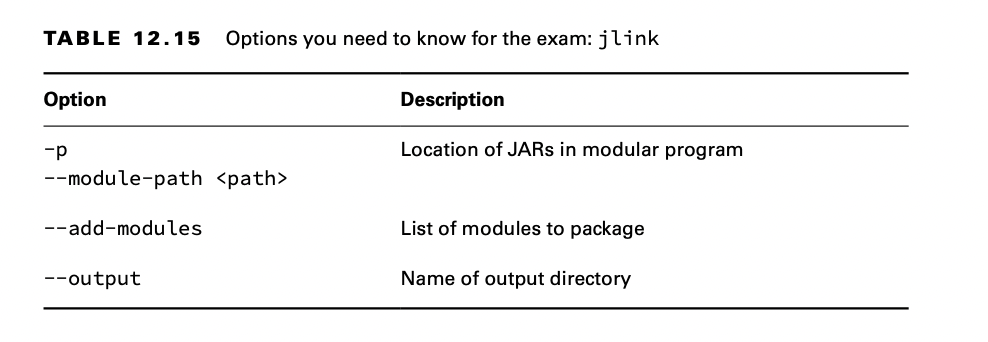 TABLE 12.15 Options you need to know for the exam: jlink
Option Description
-p Location of JARs in modular program
--module-path <path>
--add-modules List of modules to package
--output Name of output directory